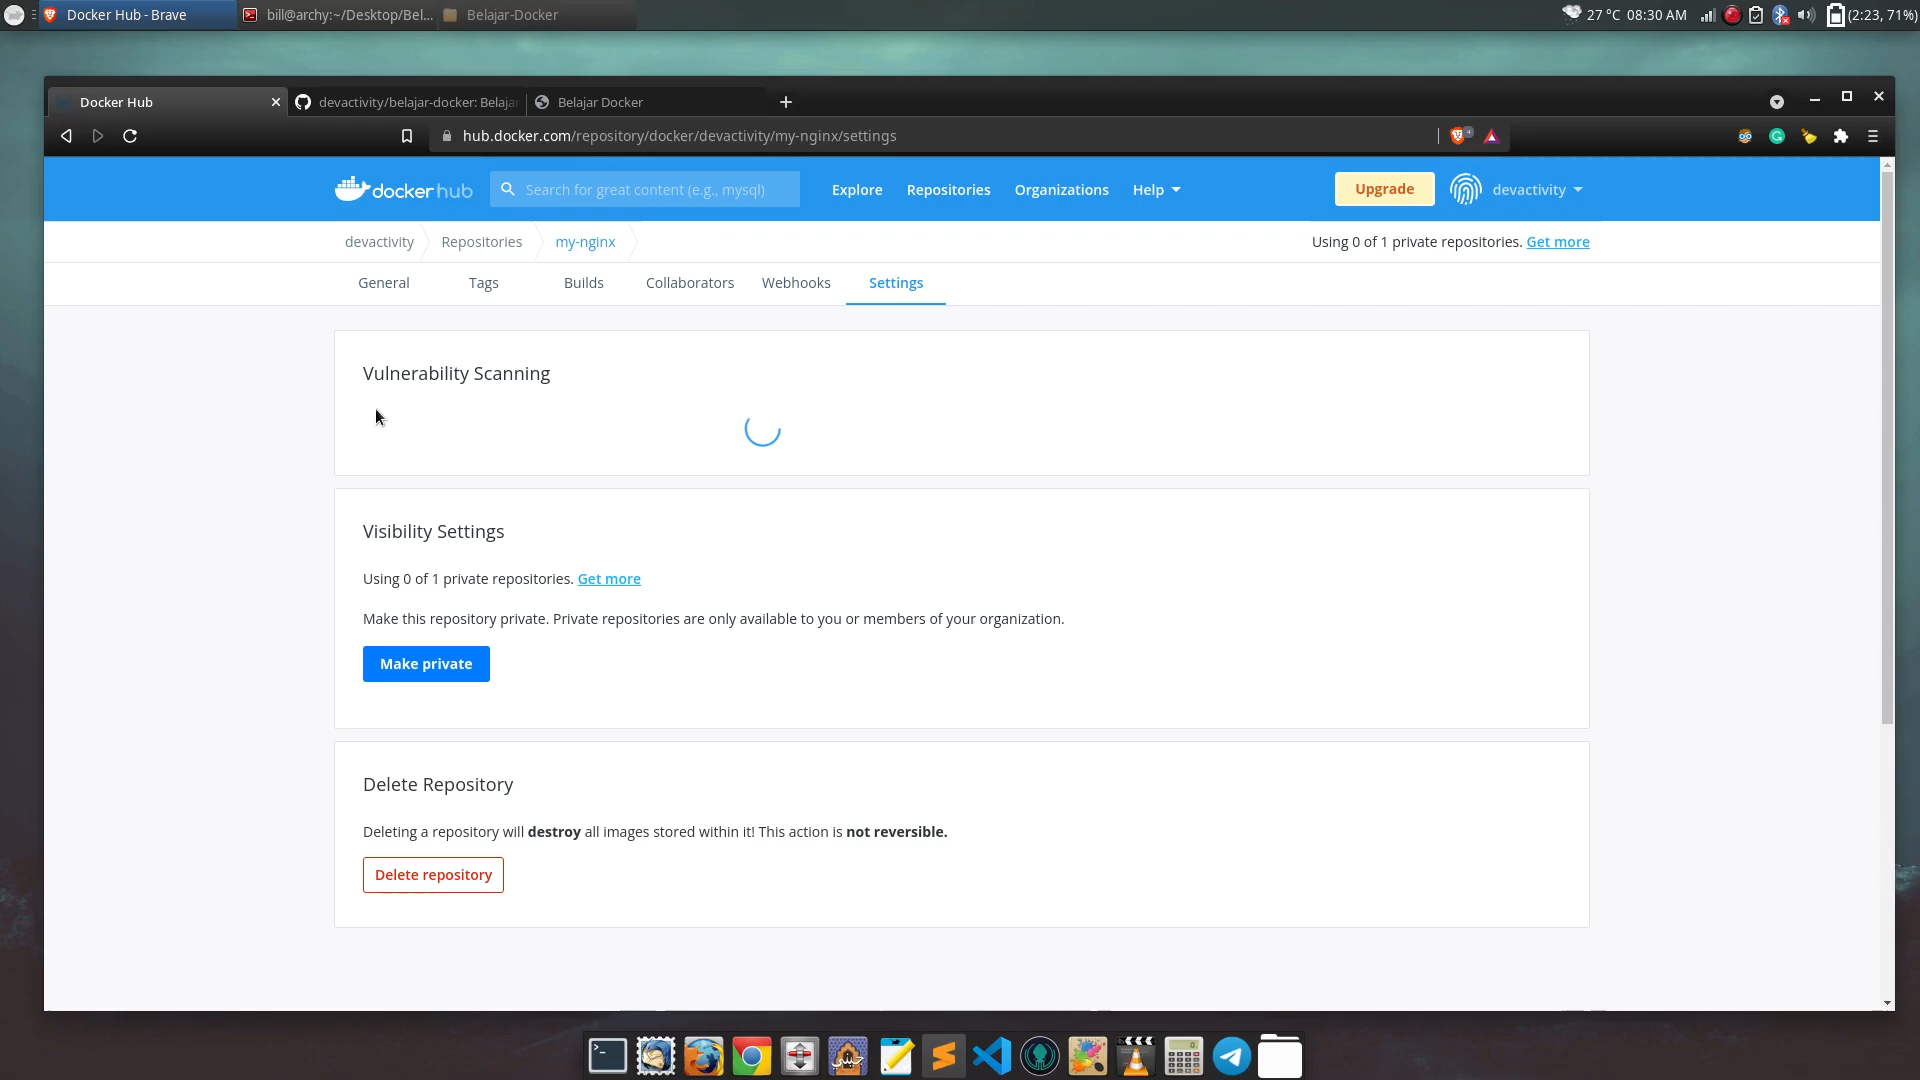 Docker Hub - Brave
bill@archy:~/Desktop/Bel...
Belajar-Docker
27 °C 08:30 AM
(2:23, 71%)
Docker Hub
devactivity/belajar-docker: Belajar
Belajar Docker
hub.docker.com/repository/docker/devactivity/my-nginx/settings
4
docker hub
Search for great content (e.g., mysql)
Explore
Repositories
Organizations
Help
Upgrade
devactivity
devactivity
Repositories
my-nginx
Using 0 of 1 private repositories. Get more
General
Tags
Builds
Collaborators
Webhooks
Settings
Vulnerability Scanning
Visibility Settings
Using 0 of 1 private repositories. Get more
Make this repository private. Private repositories are only available to you or members of your organization.
Make private
Delete Repository
Deleting a repository will destroy all images stored within it! This action is not reversible.
Delete repository